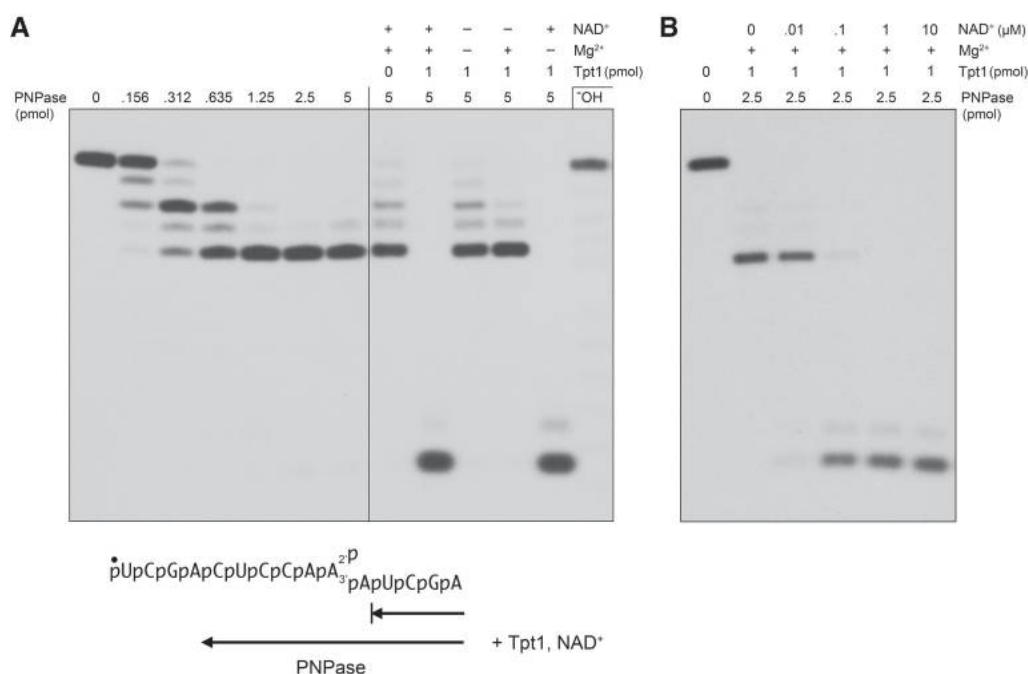 A
+ + – – + NAD⁺
+ + – + – Mg²⁺
0 1 1 1 1 Tpt1 (pmol)
PNPase 0 .156 .312 .635 1.25 2.5 5 5 5 5 5 5 ⁻OH
(pmol)
B
0 .01 .1 1 10 NAD⁺ (µM)
+ + + + + Mg²⁺
0 1 1 1 1 1 Tpt1 (pmol)
0 2.5 2.5 2.5 2.5 2.5 PNPase
(pmol)
pUpCpGpApCpUpCpCpApA 2' p
3' pApUpCpGpA
+ Tpt1, NAD⁺
PNPase